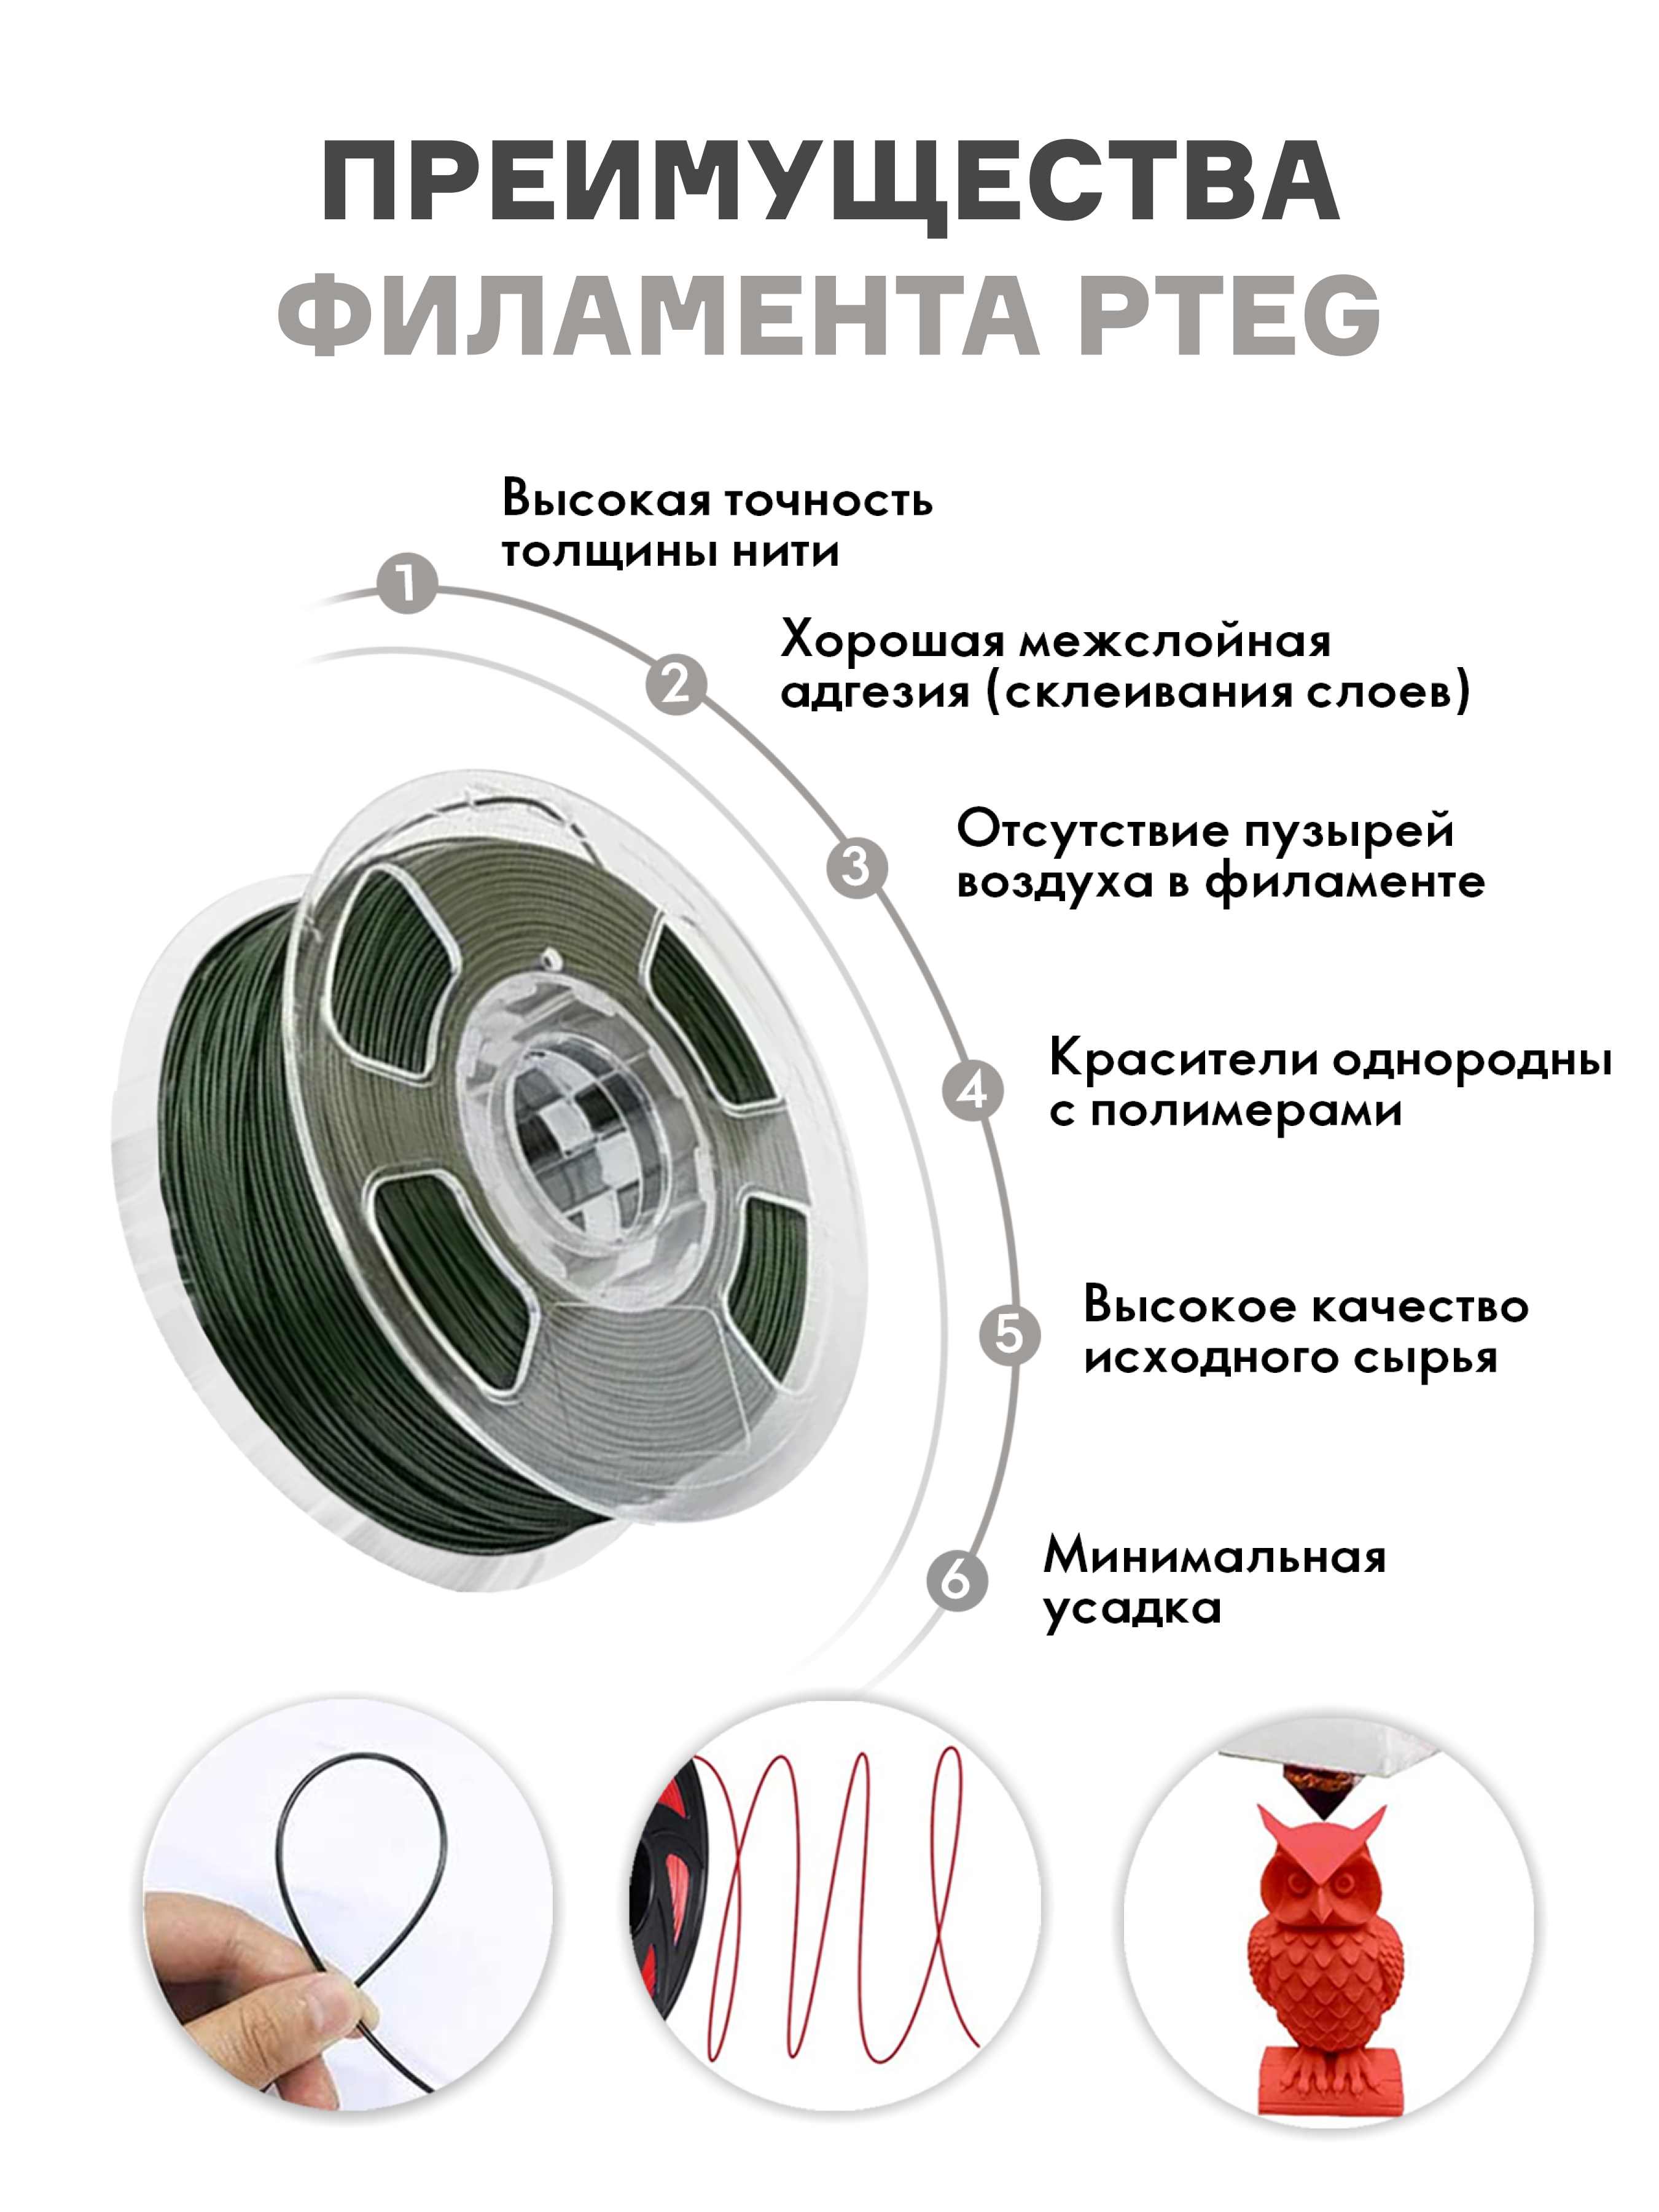 ПРЕИМУЩЕСТВА
ФИЛАМЕНТА PTEG
1
Высокая точность
толщины нити
2
Хорошая межслойная
адгезия (склеивания слоев)
3
Отсутствие пузырей
воздуха в филаменте
4
Красители однородны
с полимерами
5
Высокое качество
исходного сырья
6
Минимальная
усадка